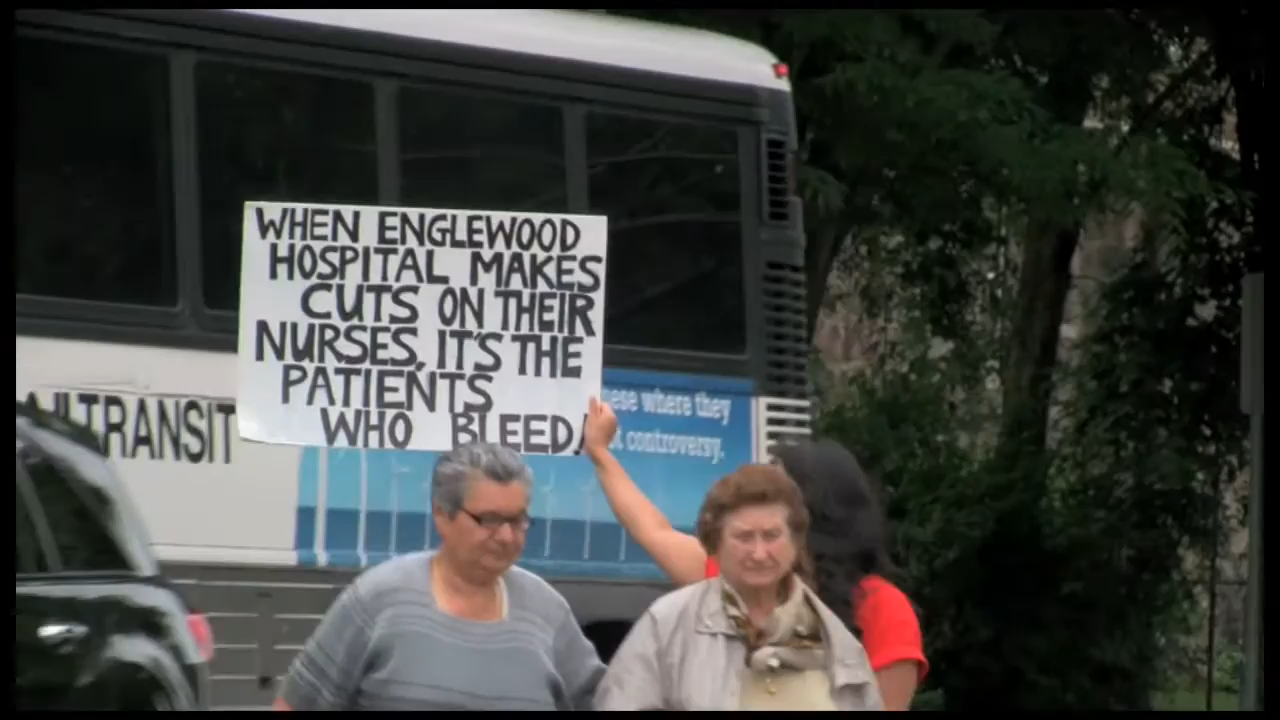 WHEN ENGLEWOOD
HOSPITAL MAKES
CUTS ON THEIR
NURSES, IT'S THE
PATIENTS
WHO BLEED!
NJ TRANSIT
where they
controversy.